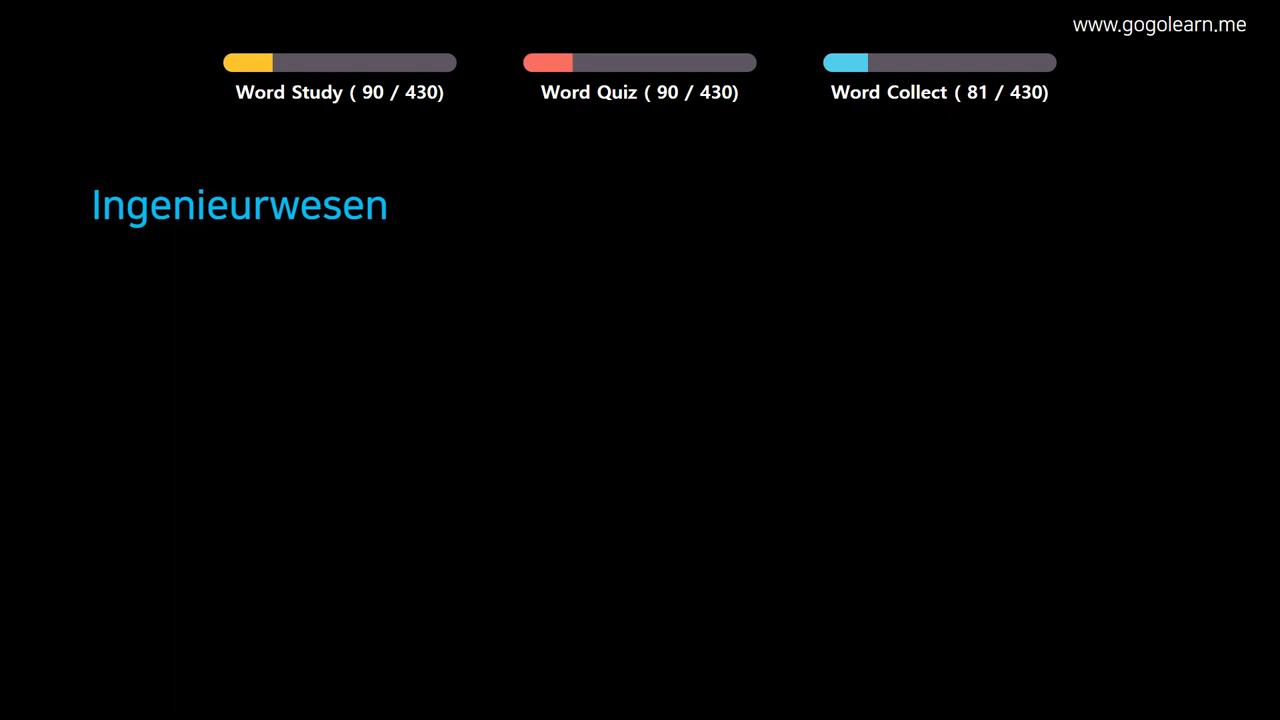 www.gogolearn.me
Word Study ( 90 / 430)
Word Quiz ( 90 / 430)
Word Collect ( 81 / 430)
Ingenieurwesen